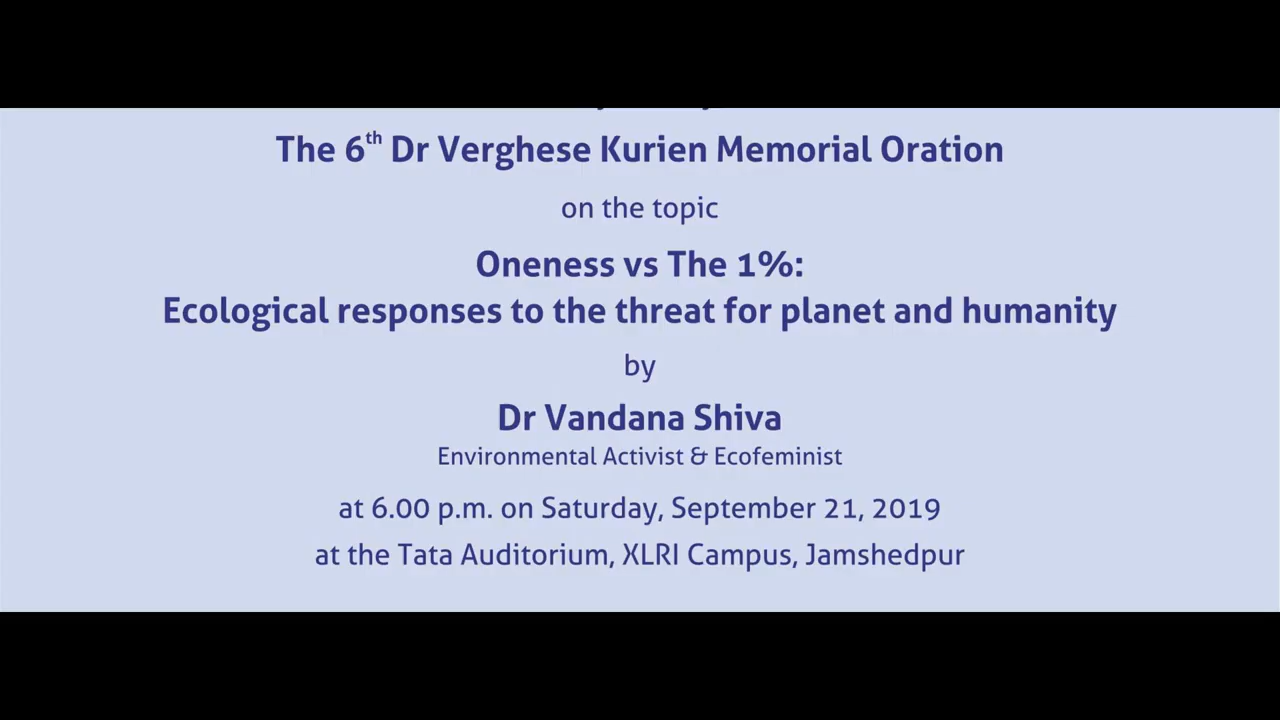 The 6th Dr Verghese Kurien Memorial Oration
on the topic
Oneness vs The 1%:
Ecological responses to the threat for planet and humanity
by
Dr Vandana Shiva
Environmental Activist & Ecofeminist
at 6.00 p.m. on Saturday, September 21, 2019
at the Tata Auditorium, XLRI Campus, Jamshedpur